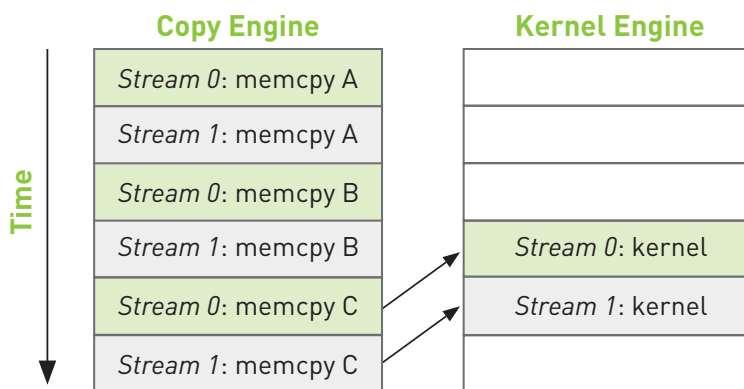 Copy Engine
Kernel Engine
Time
Stream 0: memcpy A
Stream 1: memcpy A
Stream 0: memcpy B
Stream 1: memcpy B
Stream 0: kernel
Stream 0: memcpy C
Stream 1: kernel
Stream 1: memcpy C